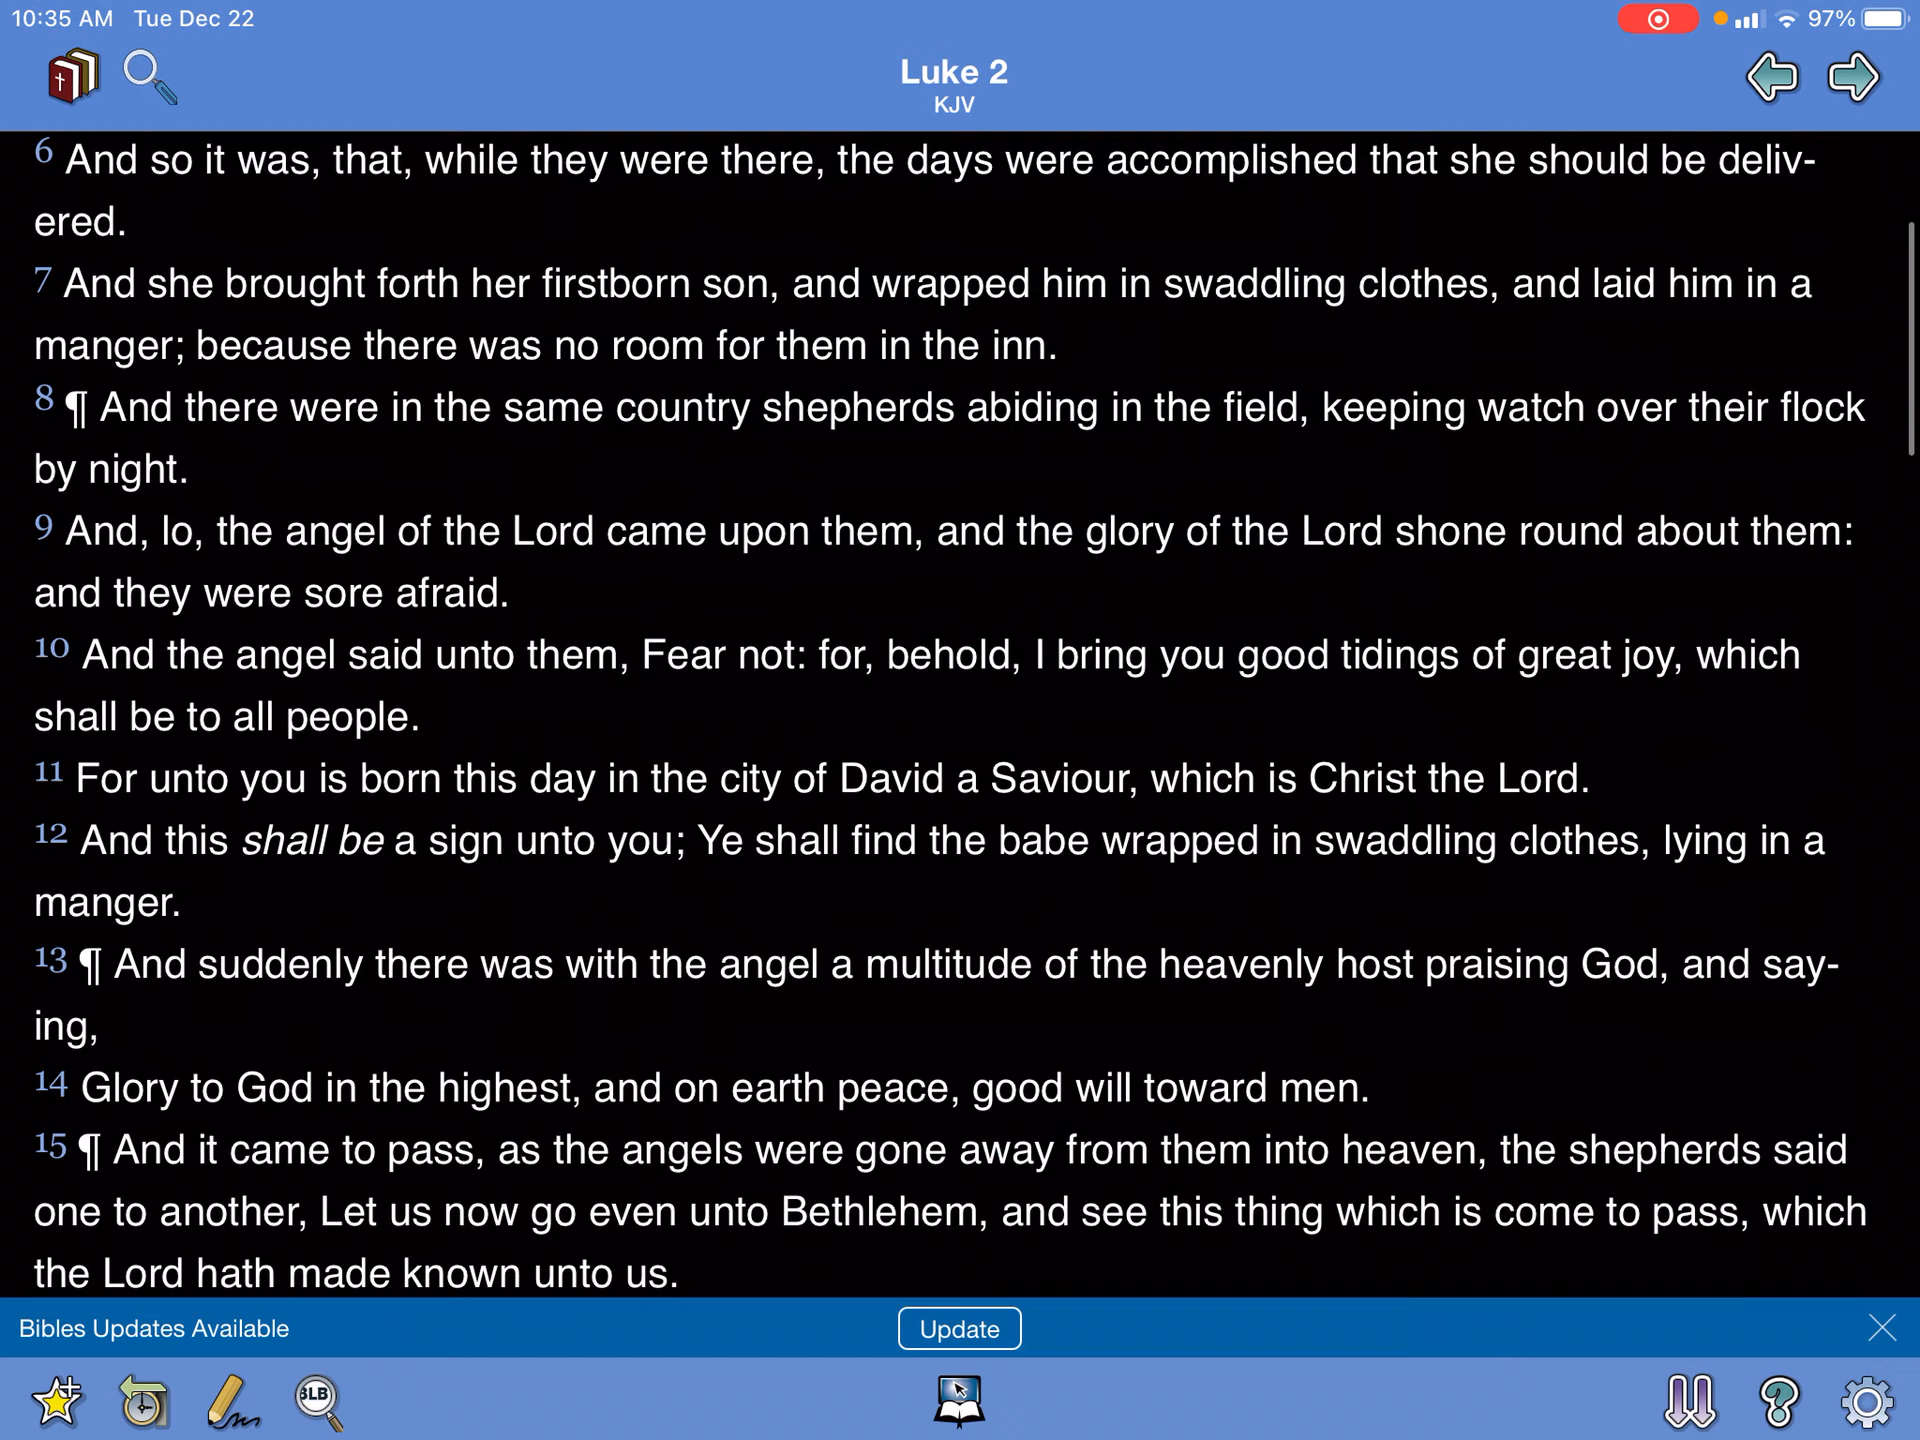 10:35 AM Tue Dec 22
97%
Luke 2
KJV
6 And so it was, that, while they were there, the days were accomplished that she should be deliv-
ered.
7 And she brought forth her firstborn son, and wrapped him in swaddling clothes, and laid him in a
manger; because there was no room for them in the inn.
8 ¶ And there were in the same country shepherds abiding in the field, keeping watch over their flock
by night.
9 And, lo, the angel of the Lord came upon them, and the glory of the Lord shone round about them:
and they were sore afraid.
10 And the angel said unto them, Fear not: for, behold, I bring you good tidings of great joy, which
shall be to all people.
11 For unto you is born this day in the city of David a Saviour, which is Christ the Lord.
12 And this shall be a sign unto you; Ye shall find the babe wrapped in swaddling clothes, lying in a
manger.
13 ¶ And suddenly there was with the angel a multitude of the heavenly host praising God, and say-
ing,
14 Glory to God in the highest, and on earth peace, good will toward men.
15 ¶ And it came to pass, as the angels were gone away from them into heaven, the shepherds said
one to another, Let us now go even unto Bethlehem, and see this thing which is come to pass, which
the Lord hath made known unto us.
Bibles Updates Available
Update
BLB